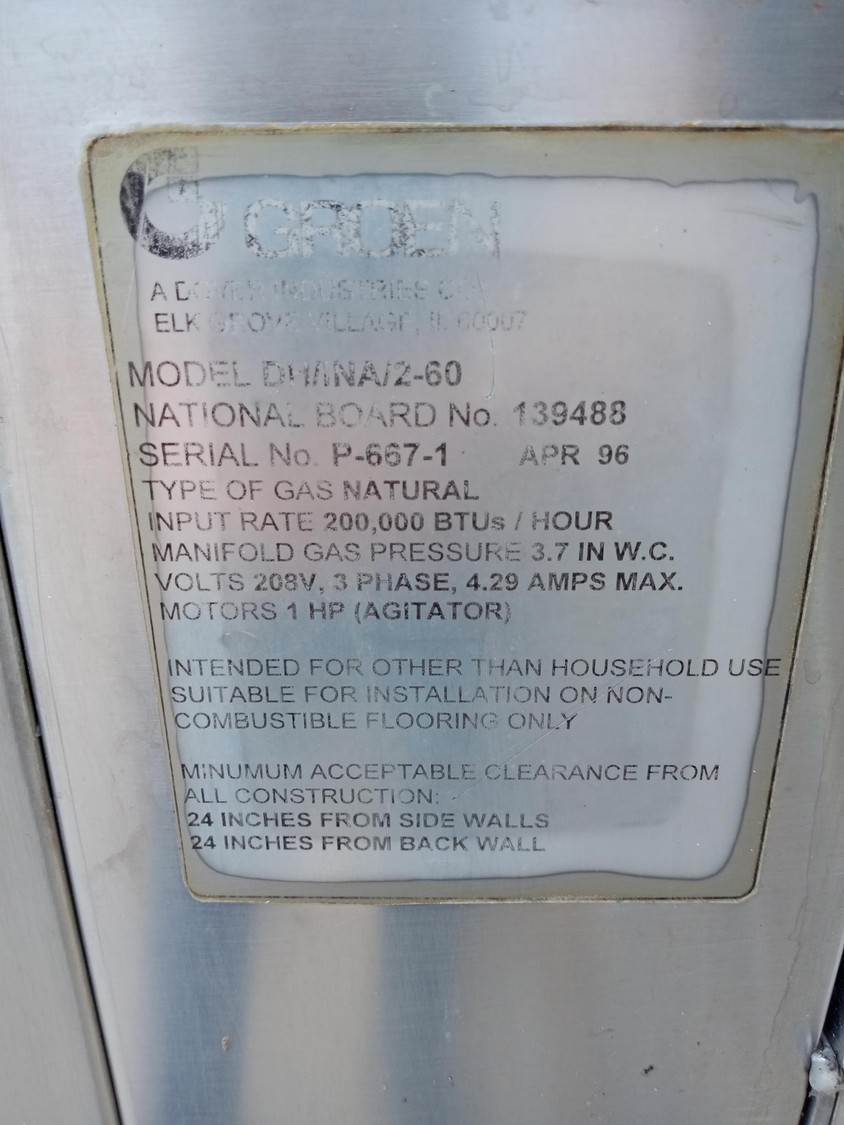 GROEN
A DOVER INDUSTRIES
ELK GROVE VILLAGE, IL 60007
MODEL DH/INA/2-60
NATIONAL BOARD No. 139488
SERIAL No. P-667-1 APR 96
TYPE OF GAS NATURAL
INPUT RATE 200,000 BTUs / HOUR
MANIFOLD GAS PRESSURE 3.7 IN W.C.
VOLTS 208V, 3 PHASE, 4.29 AMPS MAX.
MOTORS 1 HP (AGITATOR)
INTENDED FOR OTHER THAN HOUSEHOLD USE
SUITABLE FOR INSTALLATION ON NON-
COMBUSTIBLE FLOORING ONLY
MINUMUM ACCEPTABLE CLEARANCE FROM
ALL CONSTRUCTION:
24 INCHES FROM SIDE WALLS
24 INCHES FROM BACK WALL